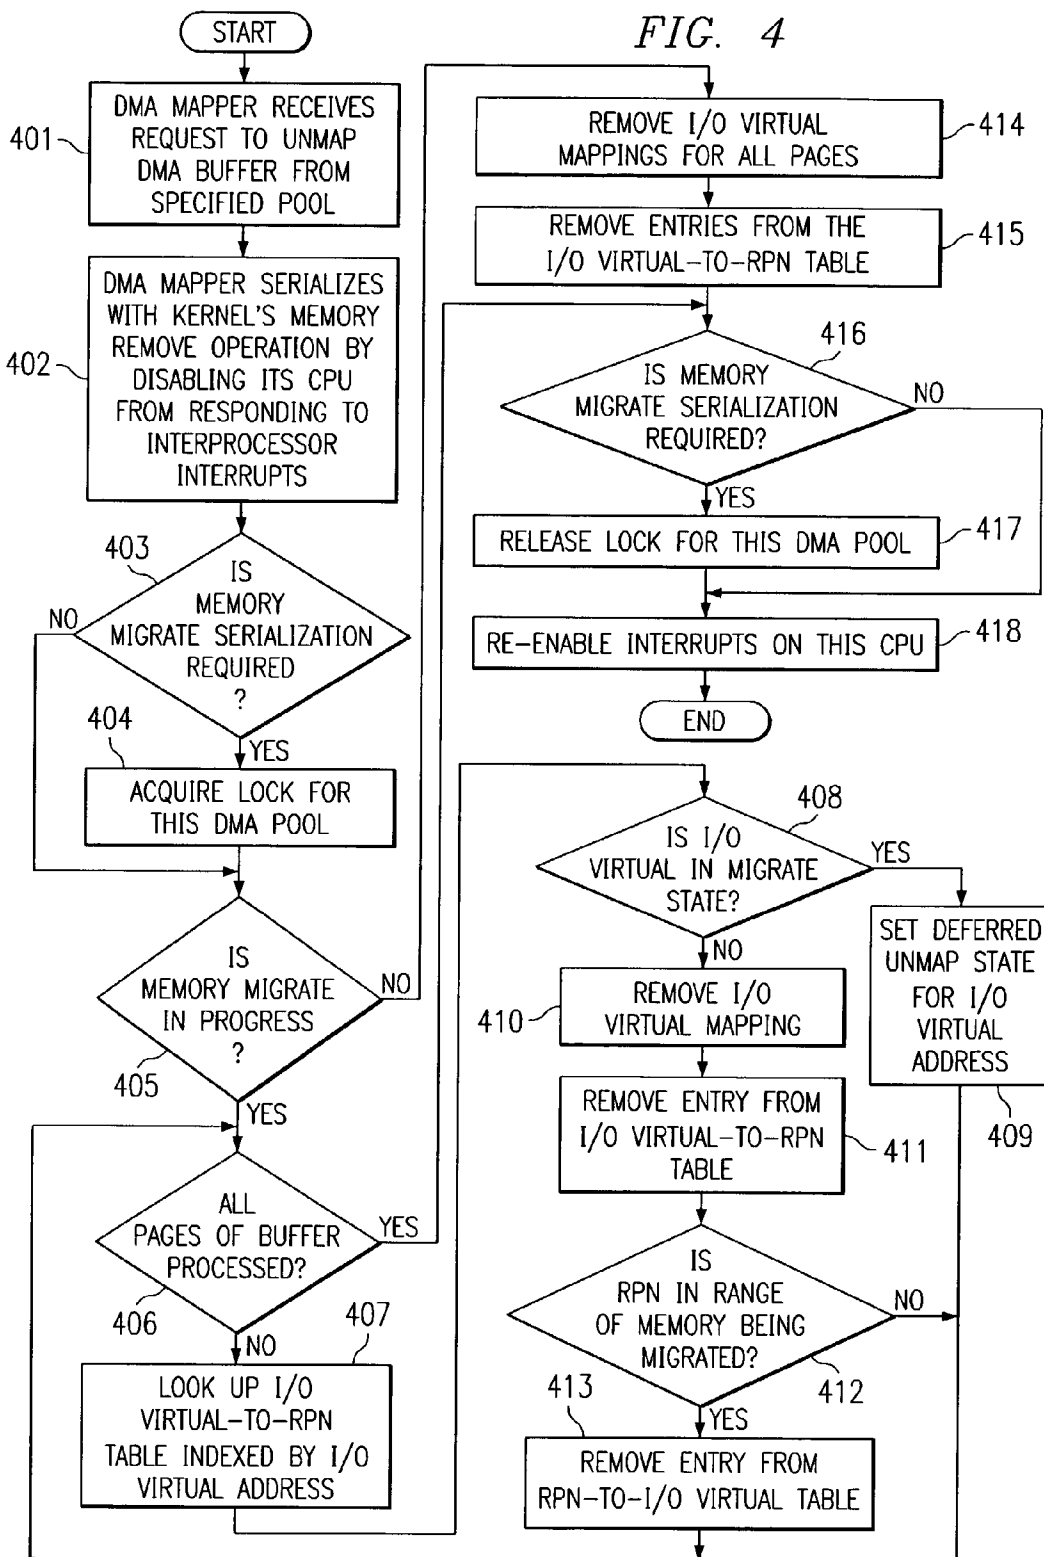 FIG. 4
START
401
DMA MAPPER RECEIVES
REQUEST TO UNMAP
DMA BUFFER FROM
SPECIFIED POOL
402
DMA MAPPER SERIALIZES
WITH KERNEL'S MEMORY
REMOVE OPERATION BY
DISABLING ITS CPU
FROM RESPONDING TO
INTERPROCESSOR
INTERRUPTS
403
IS
MEMORY
MIGRATE SERIALIZATION
REQUIRED
?
NO
YES
404
ACQUIRE LOCK FOR
THIS DMA POOL
IS
MEMORY MIGRATE
IN PROGRESS
?
405
NO
YES
ALL
PAGES OF BUFFER
PROCESSED?
406
YES
NO
407
LOOK UP I/O
VIRTUAL-TO-RPN
TABLE INDEXED BY I/O
VIRTUAL ADDRESS
REMOVE I/O VIRTUAL
MAPPINGS FOR ALL PAGES
414
REMOVE ENTRIES FROM THE
I/O VIRTUAL-TO-RPN TABLE
415
416
IS MEMORY
MIGRATE SERIALIZATION
REQUIRED?
NO
YES
RELEASE LOCK FOR THIS DMA POOL
417
RE-ENABLE INTERRUPTS ON THIS CPU
418
END
408
IS I/O
VIRTUAL IN MIGRATE
STATE?
YES
NO
SET DEFERRED
UNMAP STATE
FOR I/O
VIRTUAL
ADDRESS
409
410
REMOVE I/O
VIRTUAL MAPPING
REMOVE ENTRY FROM
I/O VIRTUAL-TO-RPN
TABLE
411
IS
RPN IN RANGE
OF MEMORY BEING
MIGRATED?
NO
412
YES
413
REMOVE ENTRY FROM
RPN-TO-I/O VIRTUAL TABLE